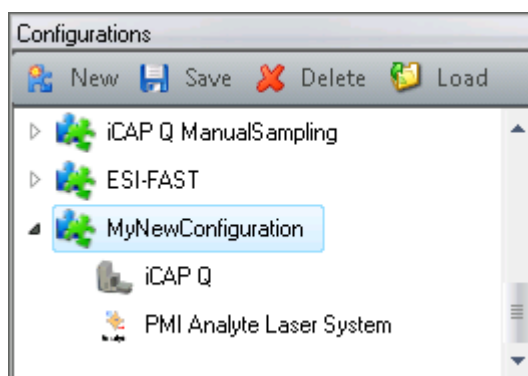 Configurations
New Save Delete Load
iCAP Q ManualSampling
ESI-FAST
MyNewConfiguration
iCAP Q
PMI Analyte Laser System